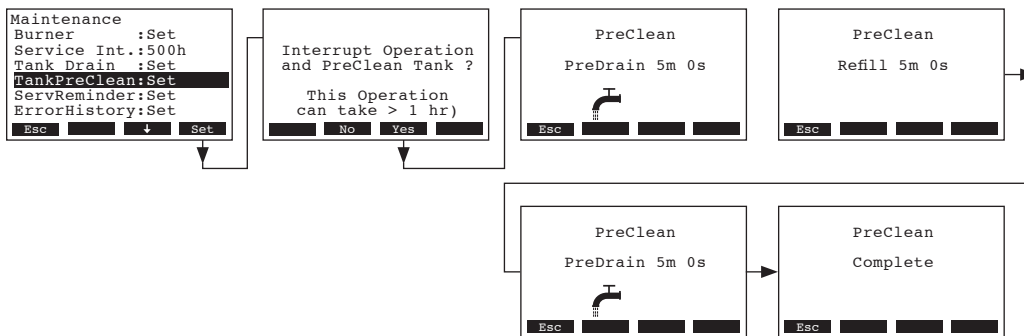 Maintenance
Burner :Set
Service Int.:500h
Tank Drain :Set
TankPreClean:Set
ServReminder:Set
ErrorHistory:Set
Esc ↓ Set
Interrupt Operation
and PreClean Tank ?
This Operation
can take > 1 hr)
No Yes
PreClean
PreDrain 5m 0s
Esc
PreClean
Refill 5m 0s
Esc
PreClean
PreDrain 5m 0s
Esc
PreClean
Complete
Esc